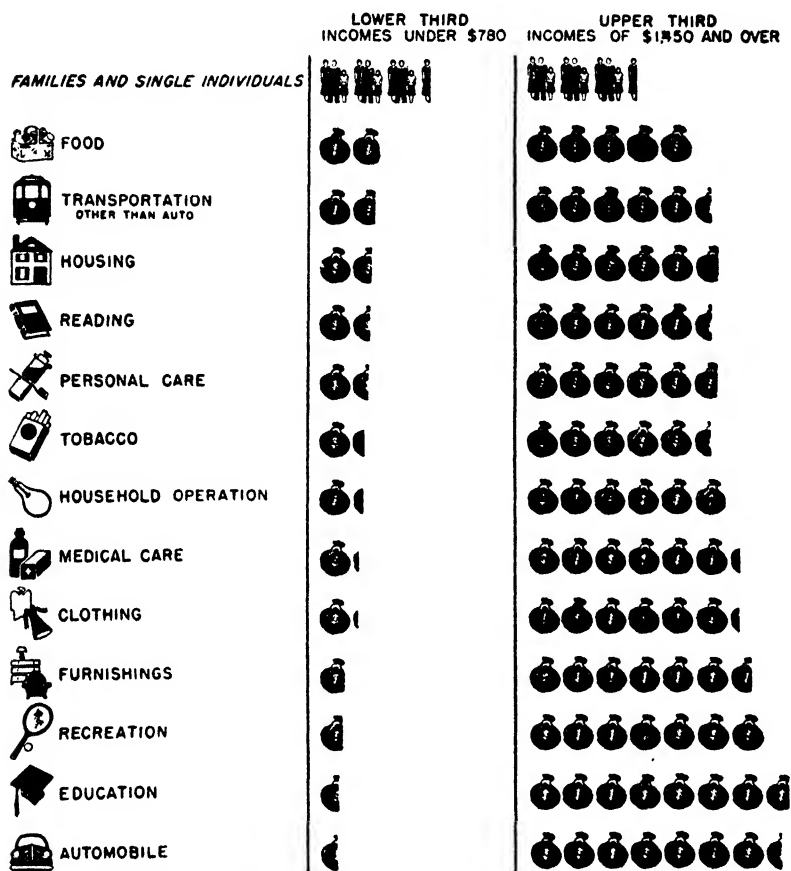 LOWER THIRD
INCOMES UNDER $780
UPPER THIRD
INCOMES OF $1,450 AND OVER
FAMILIES AND SINGLE INDIVIDUALS
FOOD
TRANSPORTATION
OTHER THAN AUTO
HOUSING
READING
PERSONAL CARE
TOBACCO
HOUSEHOLD OPERATION
MEDICAL CARE
CLOTHING
FURNISHINGS
RECREATION
EDUCATION
AUTOMOBILE